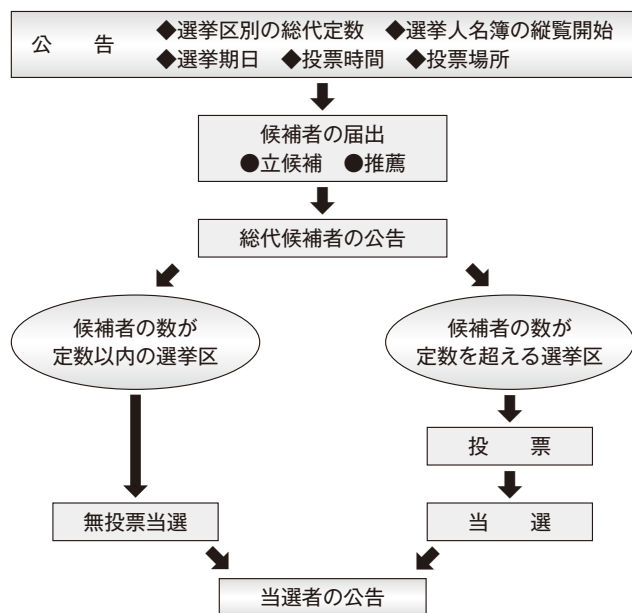 公　　告
◆選挙区別の総代定数　◆選挙人名簿の縦覧開始
◆選挙期日　◆投票時間　◆投票場所
候補者の届出
●立候補　●推薦
総代候補者の公告
候補者の数が
定数以内の選挙区
候補者の数が
定数を超える選挙区
投　　票
無投票当選
当　　選
当選者の公告